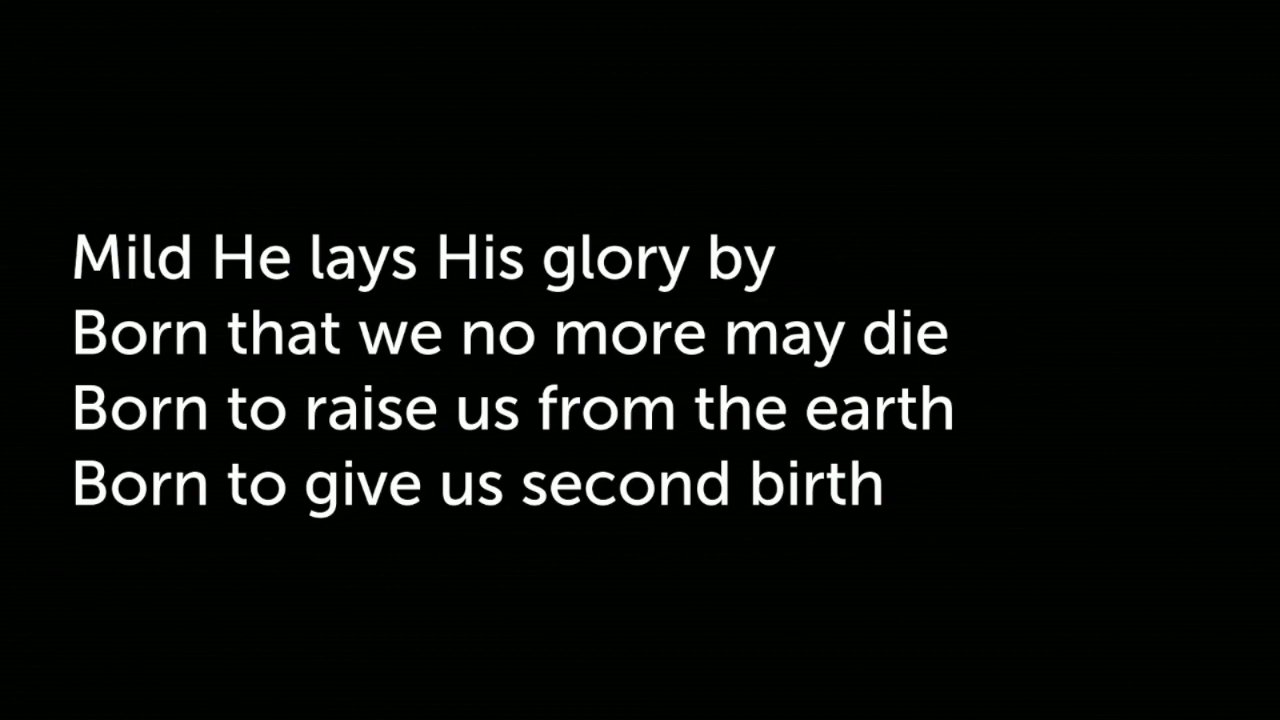 Mild He lays His glory by
Born that we no more may die
Born to raise us from the earth
Born to give us second birth